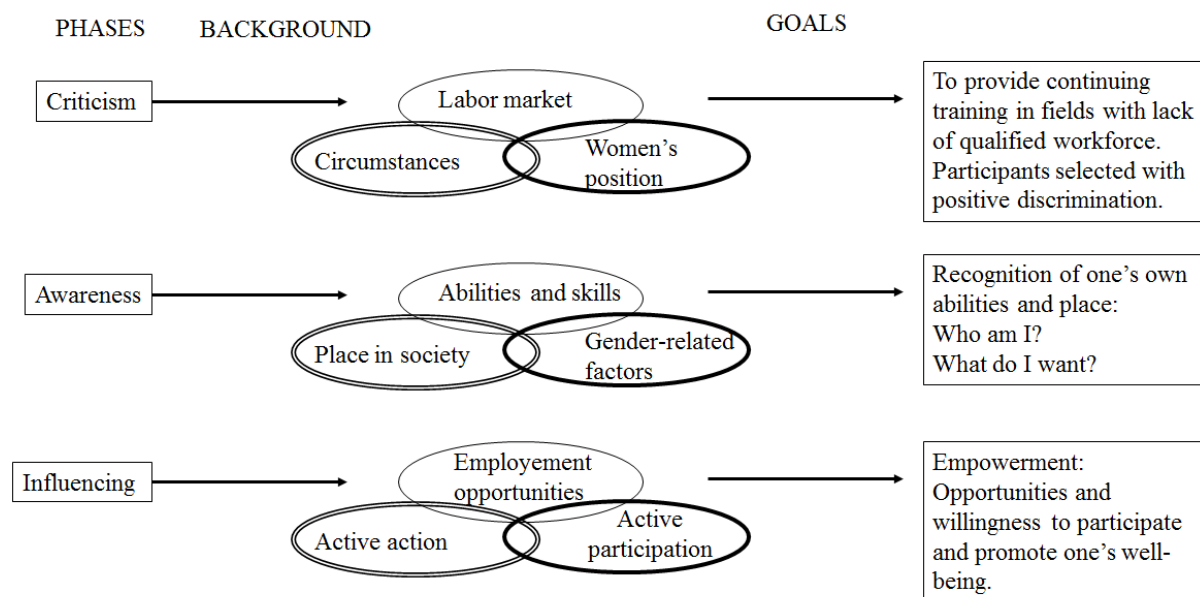 PHASES
BACKGROUND
GOALS
Criticism
Labor market
Circumstances
Women’s
position
To provide continuing
training in fields with lack
of qualified workforce.
Participants selected with
positive discrimination.
Awareness
Abilities and skills
Place in society
Gender-related
factors
Recognition of one’s own
abilities and place:
Who am I?
What do I want?
Influencing
Employement
opportunities
Active action
Active
participation
Empowerment:
Opportunities and
willingness to participate
and promote one’s well-
being.